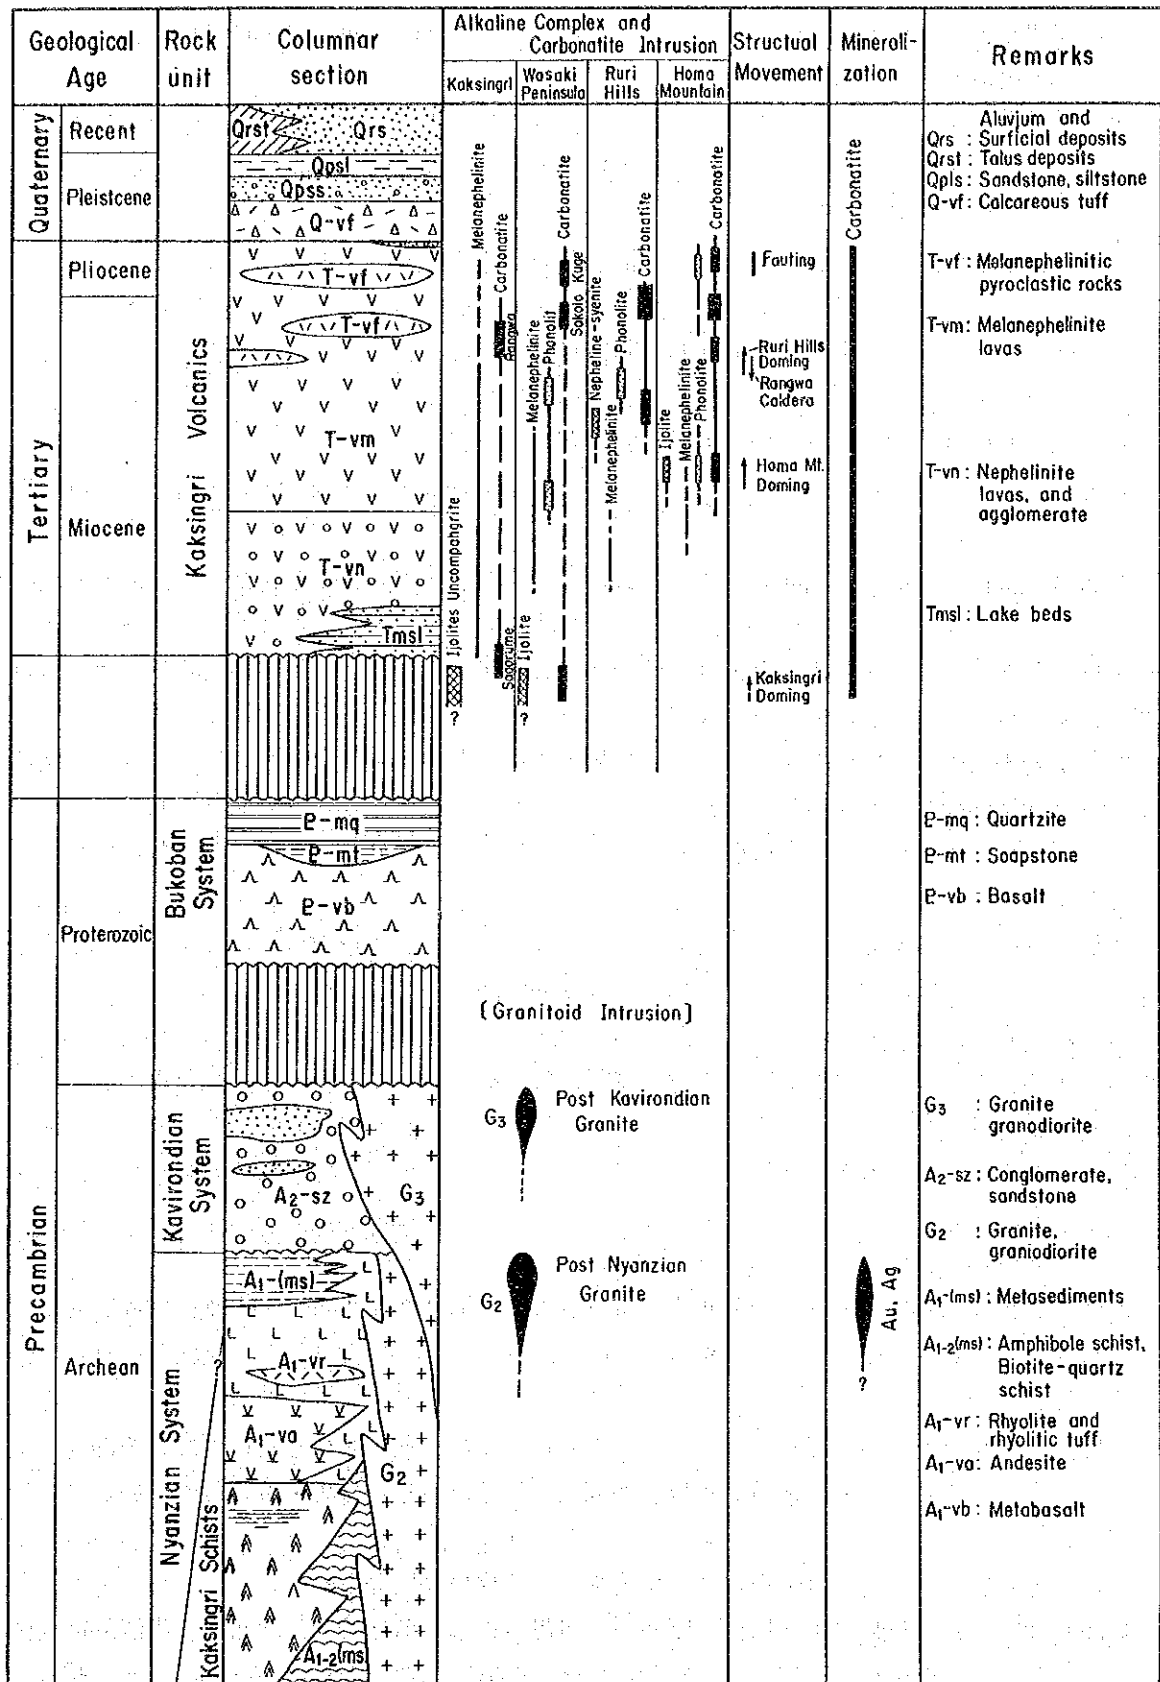 Geological Age
Rock unit
Columnar section
Alkaline Complex and Carbonatite Intrusion
Kaksingri
Wasaki Peninsula
Ruri Hills
Homa Mountain
Structual Movement
Mineroli-zation
Remarks
Quaternary
Recent
Pleistcene
Tertiary
Pliocene
Miocene
Kaksingri Volcanics
Qrst
Qrs
Qpsl
Qpss
Q-vf
T-vf
T-vf
T-vm
T-vn
Tmsl
Melanephelinite
Carbonatite
Rangwa
Ijolites Uncompahgrite
Sagorume
Carbonatite
Sokolo Kuge
Melanephelinite
Phonolit
Ijolite
?
?
Carbonatite
Nepheline-syenite
Phonolite
Melanephelinite
Carbonatite
Ijolite
Melanephelinite
Phonolite
Fauting
Ruri Hills
Doming
Rangwa
Caldera
Homa Mt.
Doming
Kaksingri
Doming
Carbonatite
Aluvjum and
Qrs : Surficial deposits
Qrst : Talus deposits
Qpls : Sandstone, siltstone
Q-vf : Calcareous tuff
T-vf : Melanephelinitic
pyroclastic rocks
T-vm : Melanephelinite
lavas
T-vn : Nephelinite
lavas, and
agglomerate
Tmsl : Lake beds
Precambrian
Proterozoic
Bukoban System
P-mq
P-mt
P-vb
P-mq : Quartzite
P-mt : Soapstone
P-vb : Basalt
(Granitoid Intrusion)
Archean
Kavirondian System
A2-sz
G3
G3
Post Kavirondian
Granite
G3 : Granite
granodiorite
A2-sz : Conglomerate,
sandstone
G2 : Granite,
graniodiorite
Nyanzian System
Kaksingri Schists
?
A1-(ms)
A1-vr
A1-va
G2
A1-2(ms
G2
Post Nyanzian
Granite
Au, Ag
?
A1-(ms) : Metasediments
A1-2(ms) : Amphibole schist,
Biotite-quartz
schist
A1-vr : Rhyolite and
rhyolitic tuff
A1-va : Andesite
A1-vb : Metabasalt